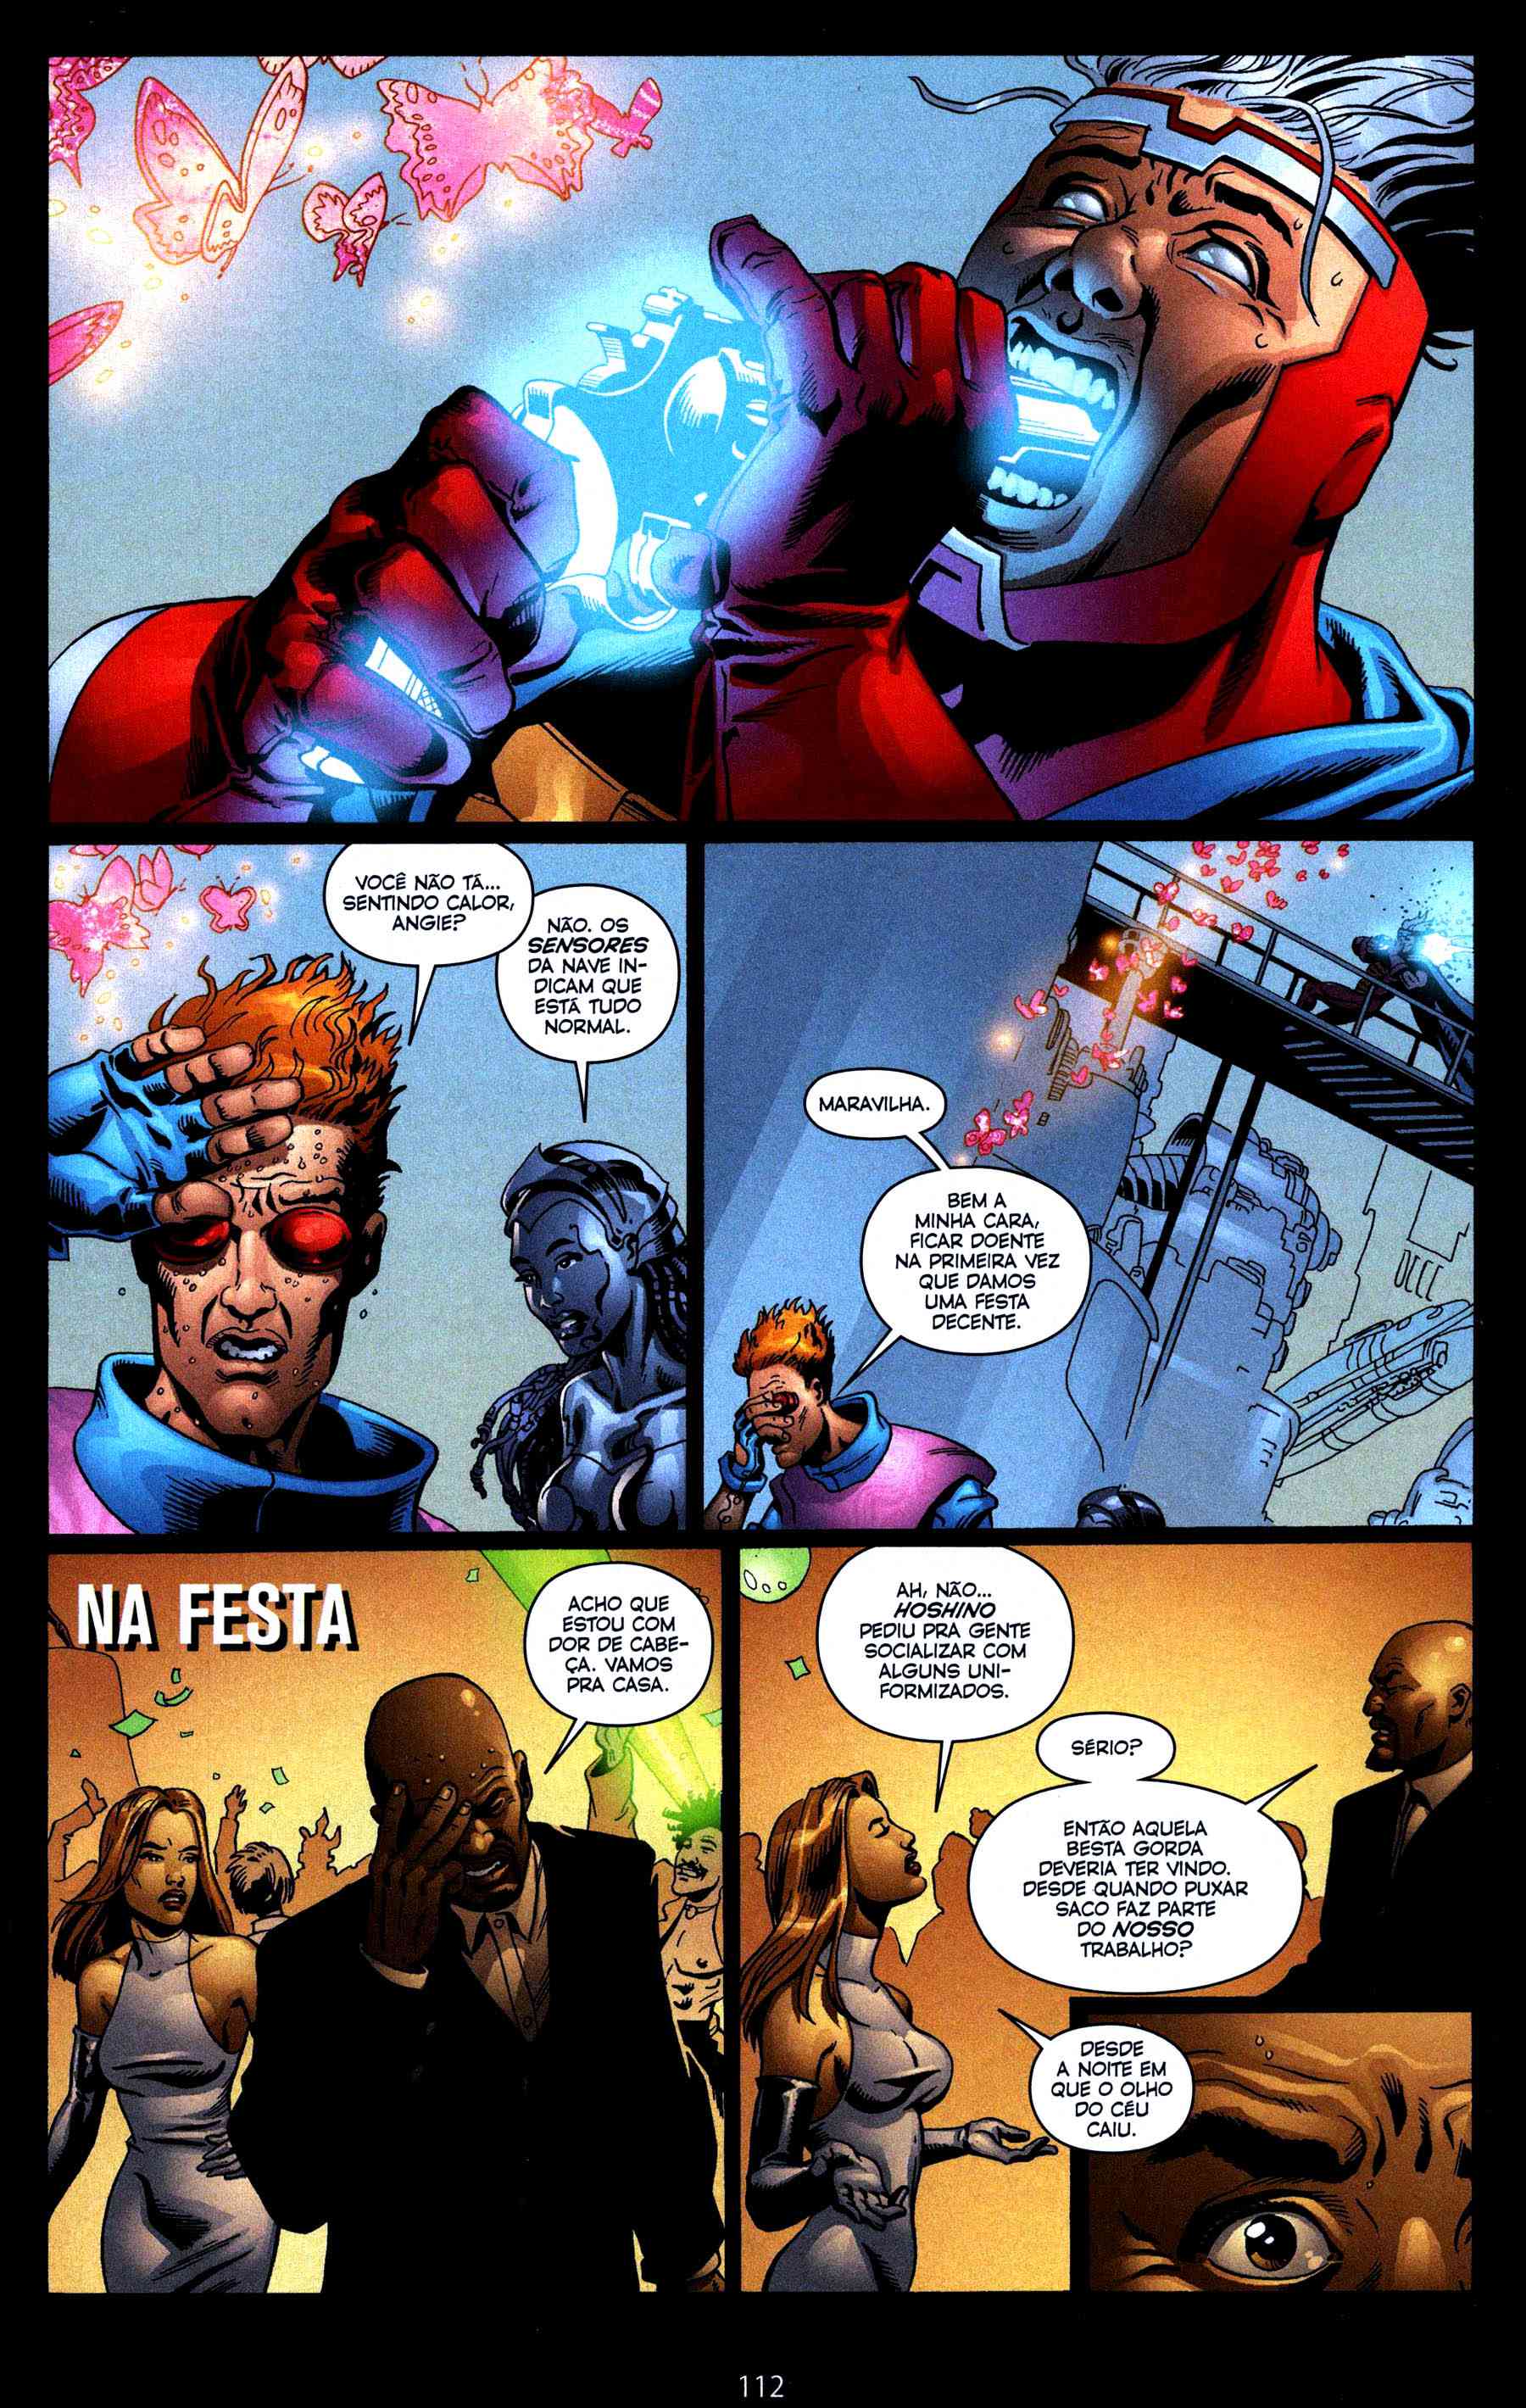 VOCÊ NÃO TÁ...
SENTINDO CALOR,
ANGIE?
NÃO. OS
SENSORES
DA NAVE IN-
DICAM QUE
ESTÁ TUDO
NORMAL.
MARAVILHA.
BEM A
MINHA CARA,
FICAR DOENTE
NA PRIMEIRA VEZ
QUE DAMOS
UMA FESTA
DECENTE.
NA FESTA
ACHO QUE
ESTOU COM
DOR DE CABE-
ÇA. VAMOS
PRA CASA.
AH, NÃO...
HOSHINO
PEDIU PRA GENTE
SOCIALIZAR COM
ALGUNS UNI-
FORMIZADOS.
SÉRIO?
ENTÃO AQUELA
BESTA GORDA
DEVERIA TER VINDO.
DESDE QUANDO PUXAR
SACO FAZ PARTE
DO NOSSO
TRABALHO?
DESDE
A NOITE EM
QUE O OLHO
DO CÉU
CAIU.
112